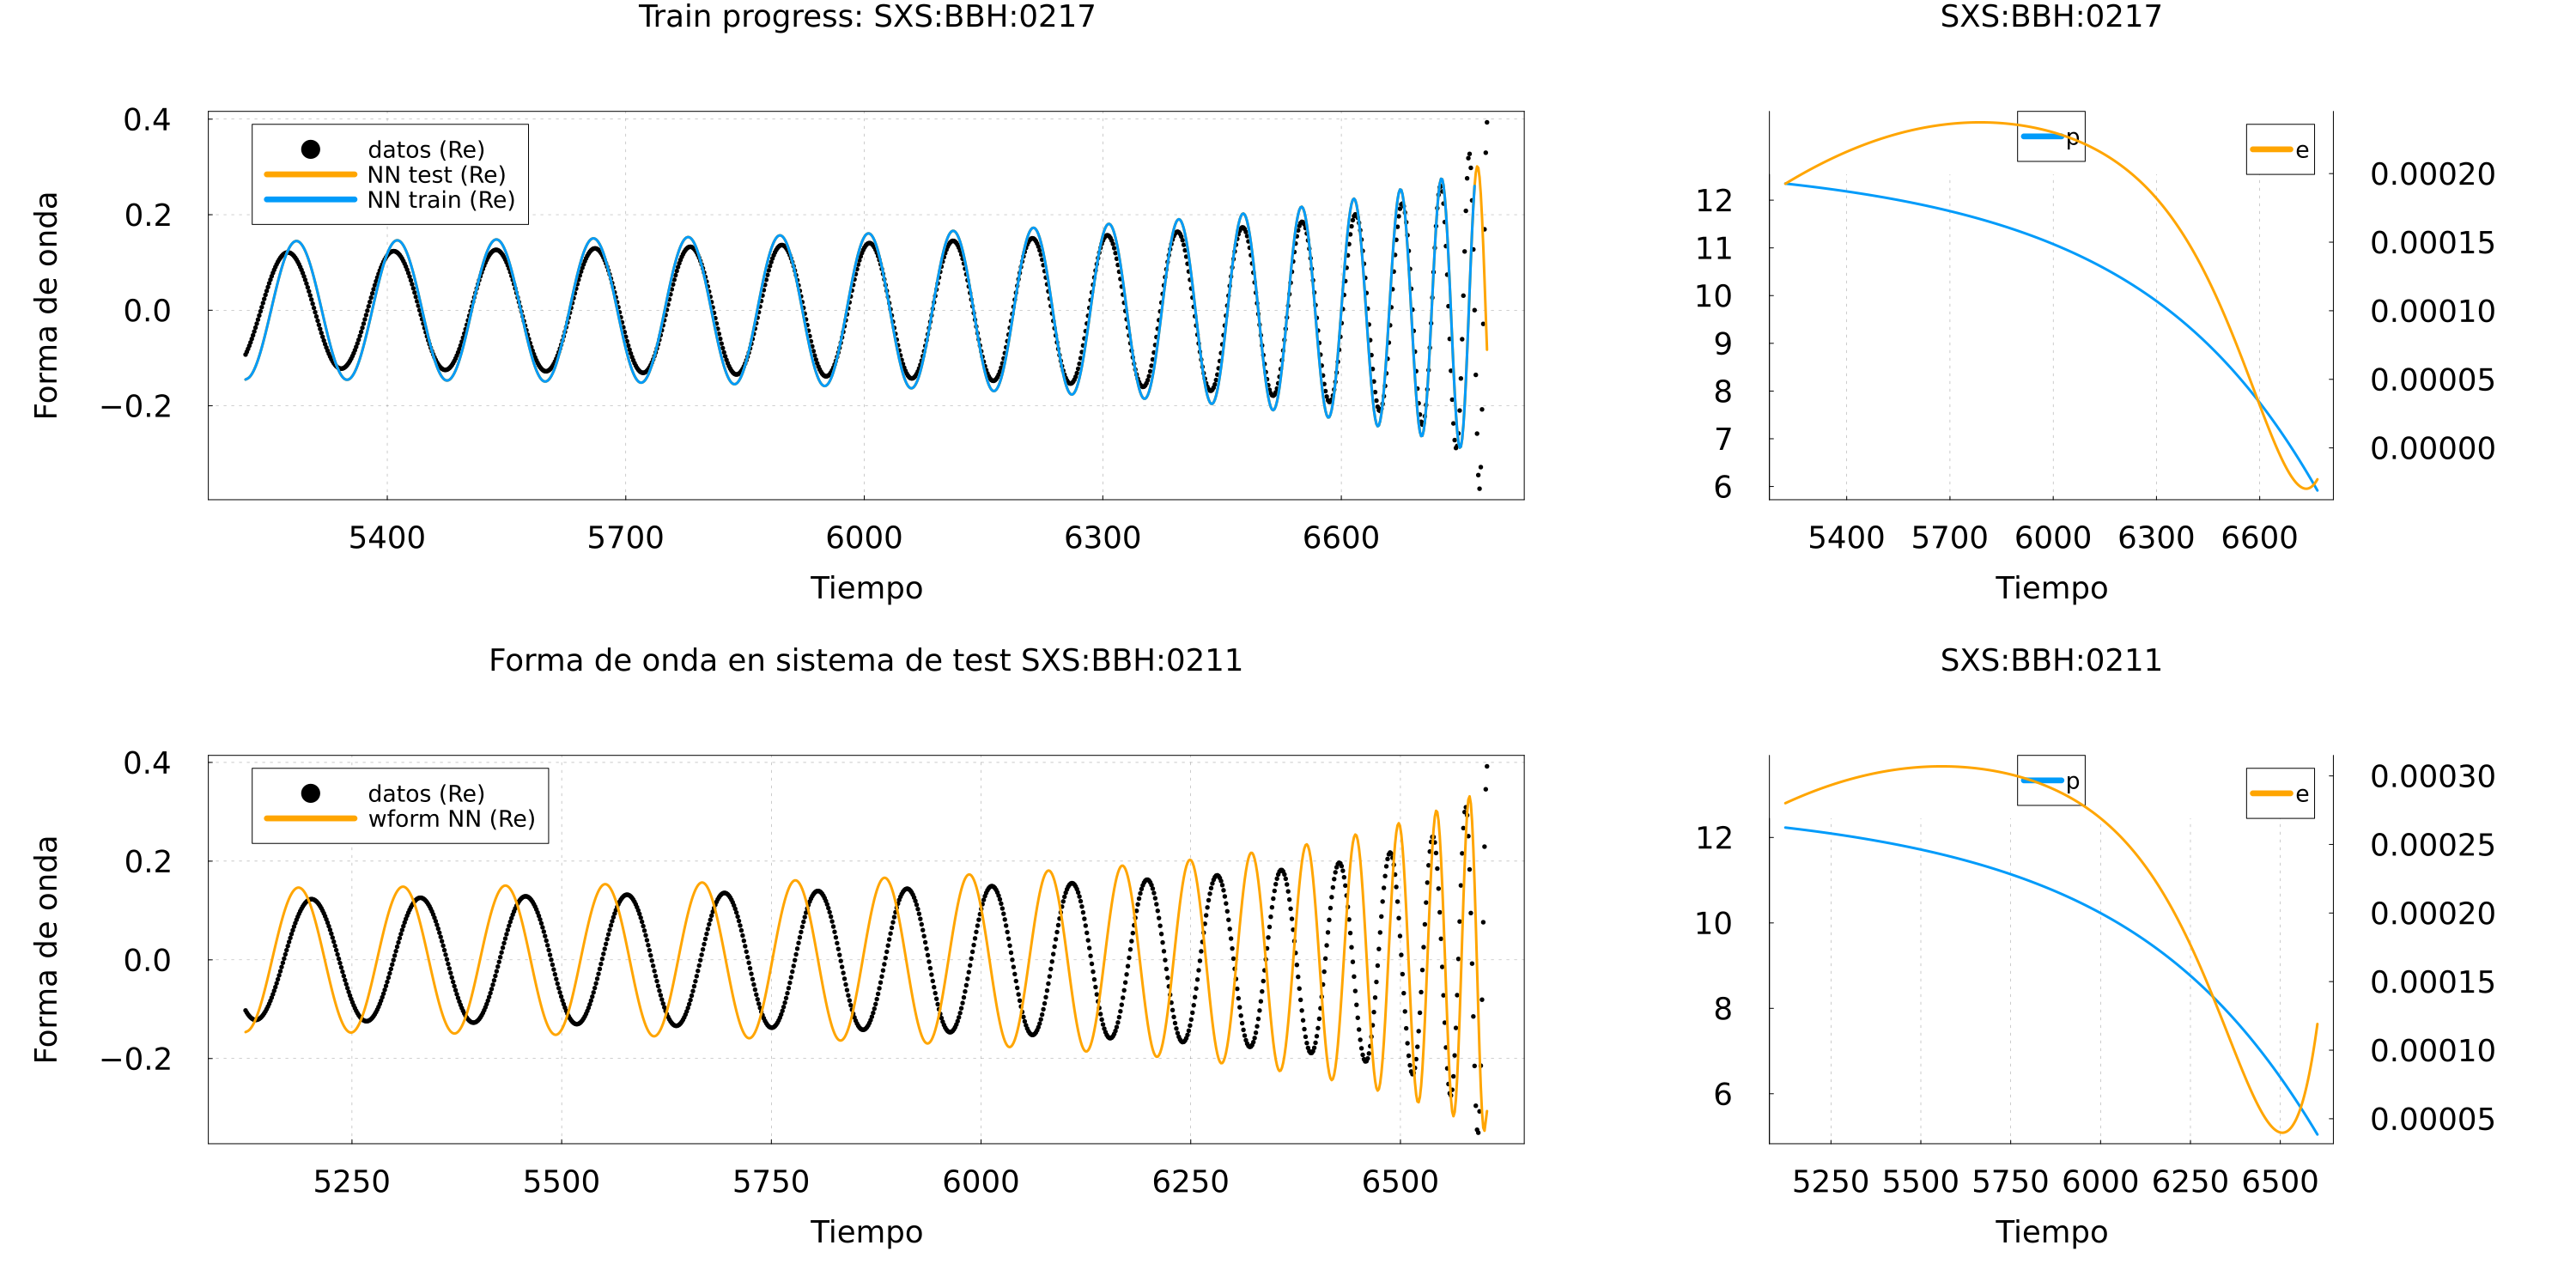 Train progress: SXS:BBH:0217
Forma de onda
0.4
0.2
0.0
−0.2
datos (Re)
NN test (Re)
NN train (Re)
5400 5700 6000 6300 6600
Tiempo
SXS:BBH:0217
12
11
10
9
8
7
6
p
e
0.00020
0.00015
0.00010
0.00005
0.00000
5400 5700 6000 6300 6600
Tiempo
Forma de onda en sistema de test SXS:BBH:0211
Forma de onda
0.4
0.2
0.0
−0.2
datos (Re)
wform NN (Re)
5250 5500 5750 6000 6250 6500
Tiempo
SXS:BBH:0211
12
10
8
6
p
e
0.00030
0.00025
0.00020
0.00015
0.00010
0.00005
5250 5500 5750 6000 6250 6500
Tiempo